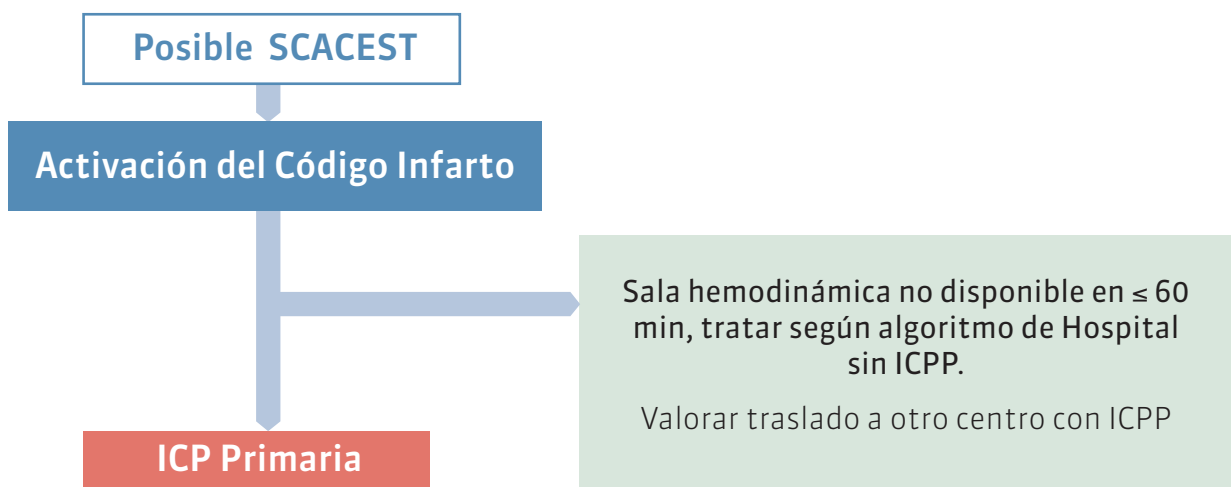 Posible SCACEST
Activación del Código Infarto
Sala hemodinámica no disponible en ≤ 60
min, tratar según algoritmo de Hospital
sin ICPP.
Valorar traslado a otro centro con ICPP
ICP Primaria